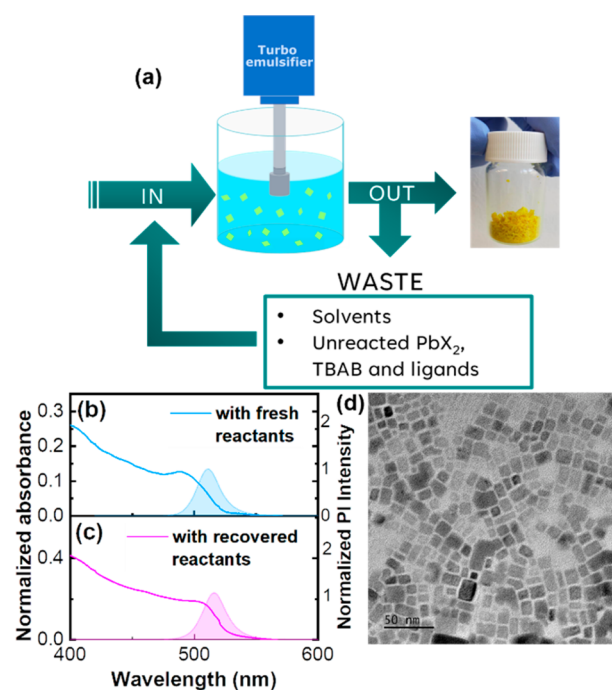 Turbo
emulsifier
(a)
IN
OUT
WASTE
• Solvents
• Unreacted PbX₂,
TBAB and ligands
(b)
with fresh
reactants
0.3
0.2
0.1
0.0
2
1
0
(c)
with recovered
reactants
0.4
0.0
2
1
Normalized absorbance
Normalized Pl Intensity
400
500
600
Wavelength (nm)
(d)
50 nm